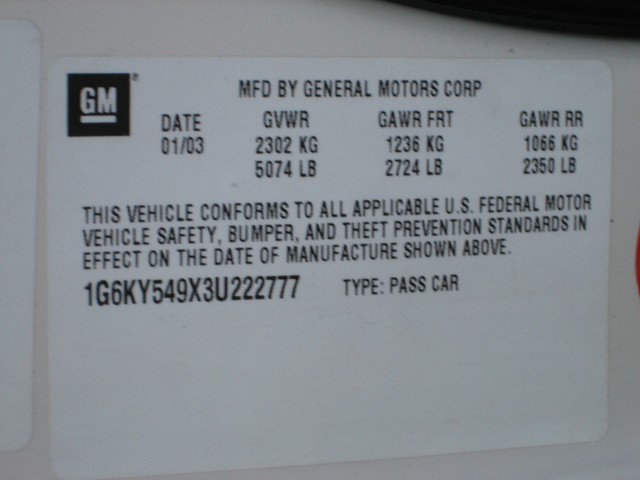 GM
MFD BY GENERAL MOTORS CORP
DATE GVWR GAWR FRT GAWR RR
01/03 2302 KG 1236 KG 1066 KG
5074 LB 2724 LB 2350 LB
THIS VEHICLE CONFORMS TO ALL APPLICABLE U.S. FEDERAL MOTOR
VEHICLE SAFETY, BUMPER, AND THEFT PREVENTION STANDARDS IN
EFFECT ON THE DATE OF MANUFACTURE SHOWN ABOVE.
1G6KY549X3U222777 TYPE: PASS CAR